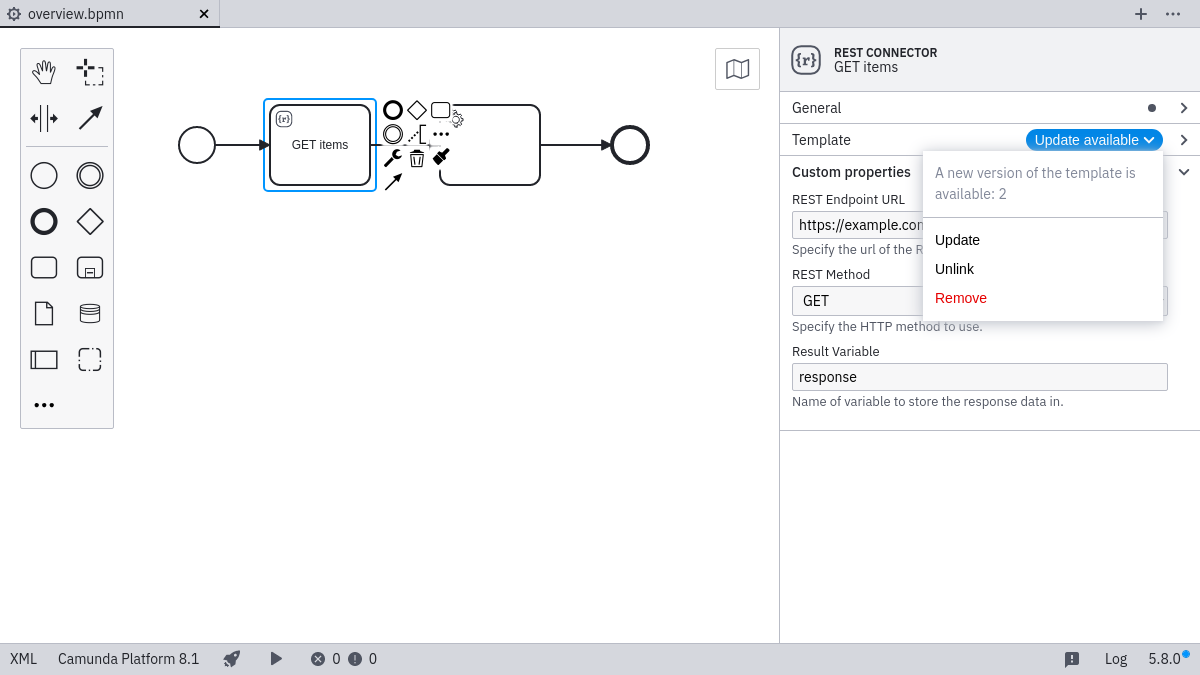 overview.bpmn
REST CONNECTOR
GET items
{r}
General
Template
Update available
A new version of the template is
available: 2
Update
Unlink
Remove
Custom properties
REST Endpoint URL
https://example.com
Specify the url of the R
REST Method
GET
Specify the HTTP method to use.
Result Variable
response
Name of variable to store the response data in.
{r}
GET items
XML
Camunda Platform 8.1
0
0
Log
5.8.0